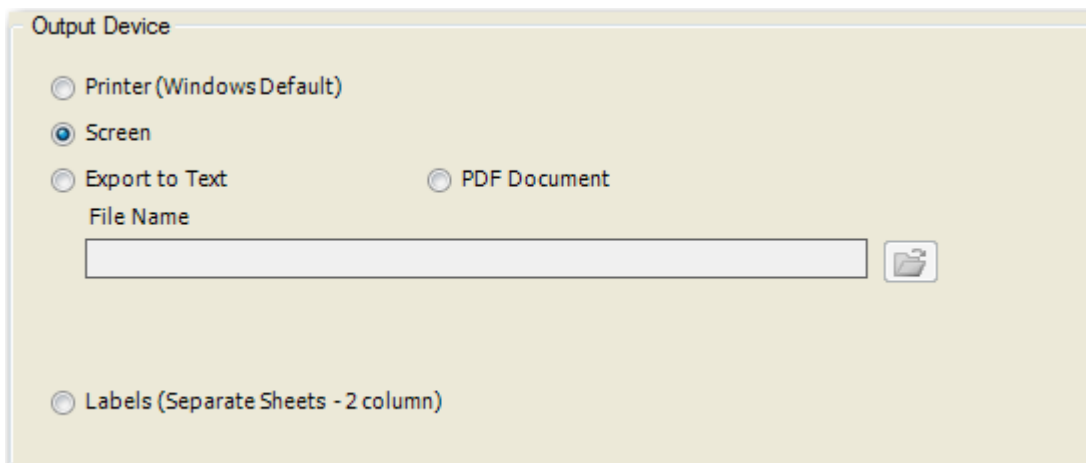 Output Device
Printer (Windows Default)
Screen
Export to Text PDF Document
File Name
Labels (Separate Sheets - 2 column)